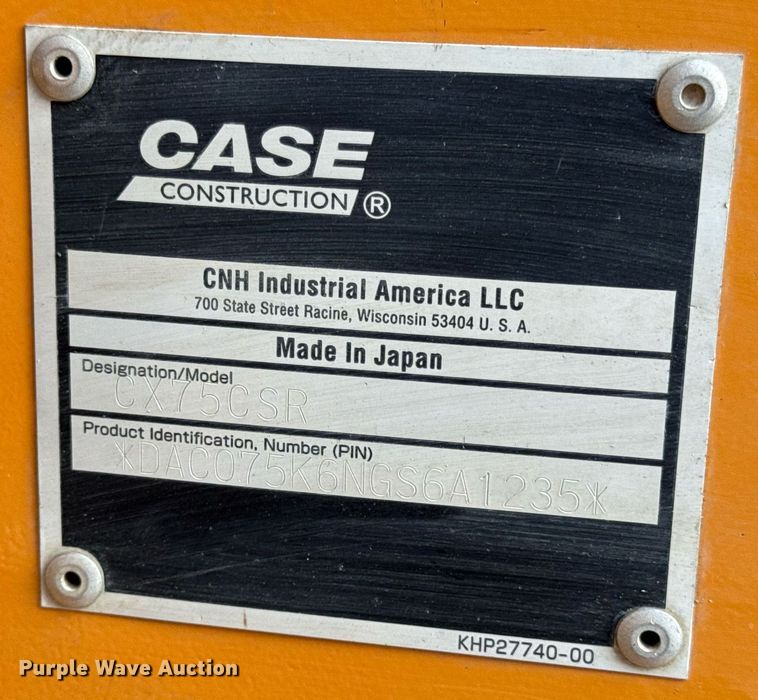 CASE
CONSTRUCTION ®
CNH Industrial America LLC
700 State Street Racine, Wisconsin 53404 U. S. A.
Made In Japan
Designation/Model
CX75CSR
Product Identification, Number (PIN)
*DAC075K6NGS6A1235*
KHP27740-00
Purple Wave Auction